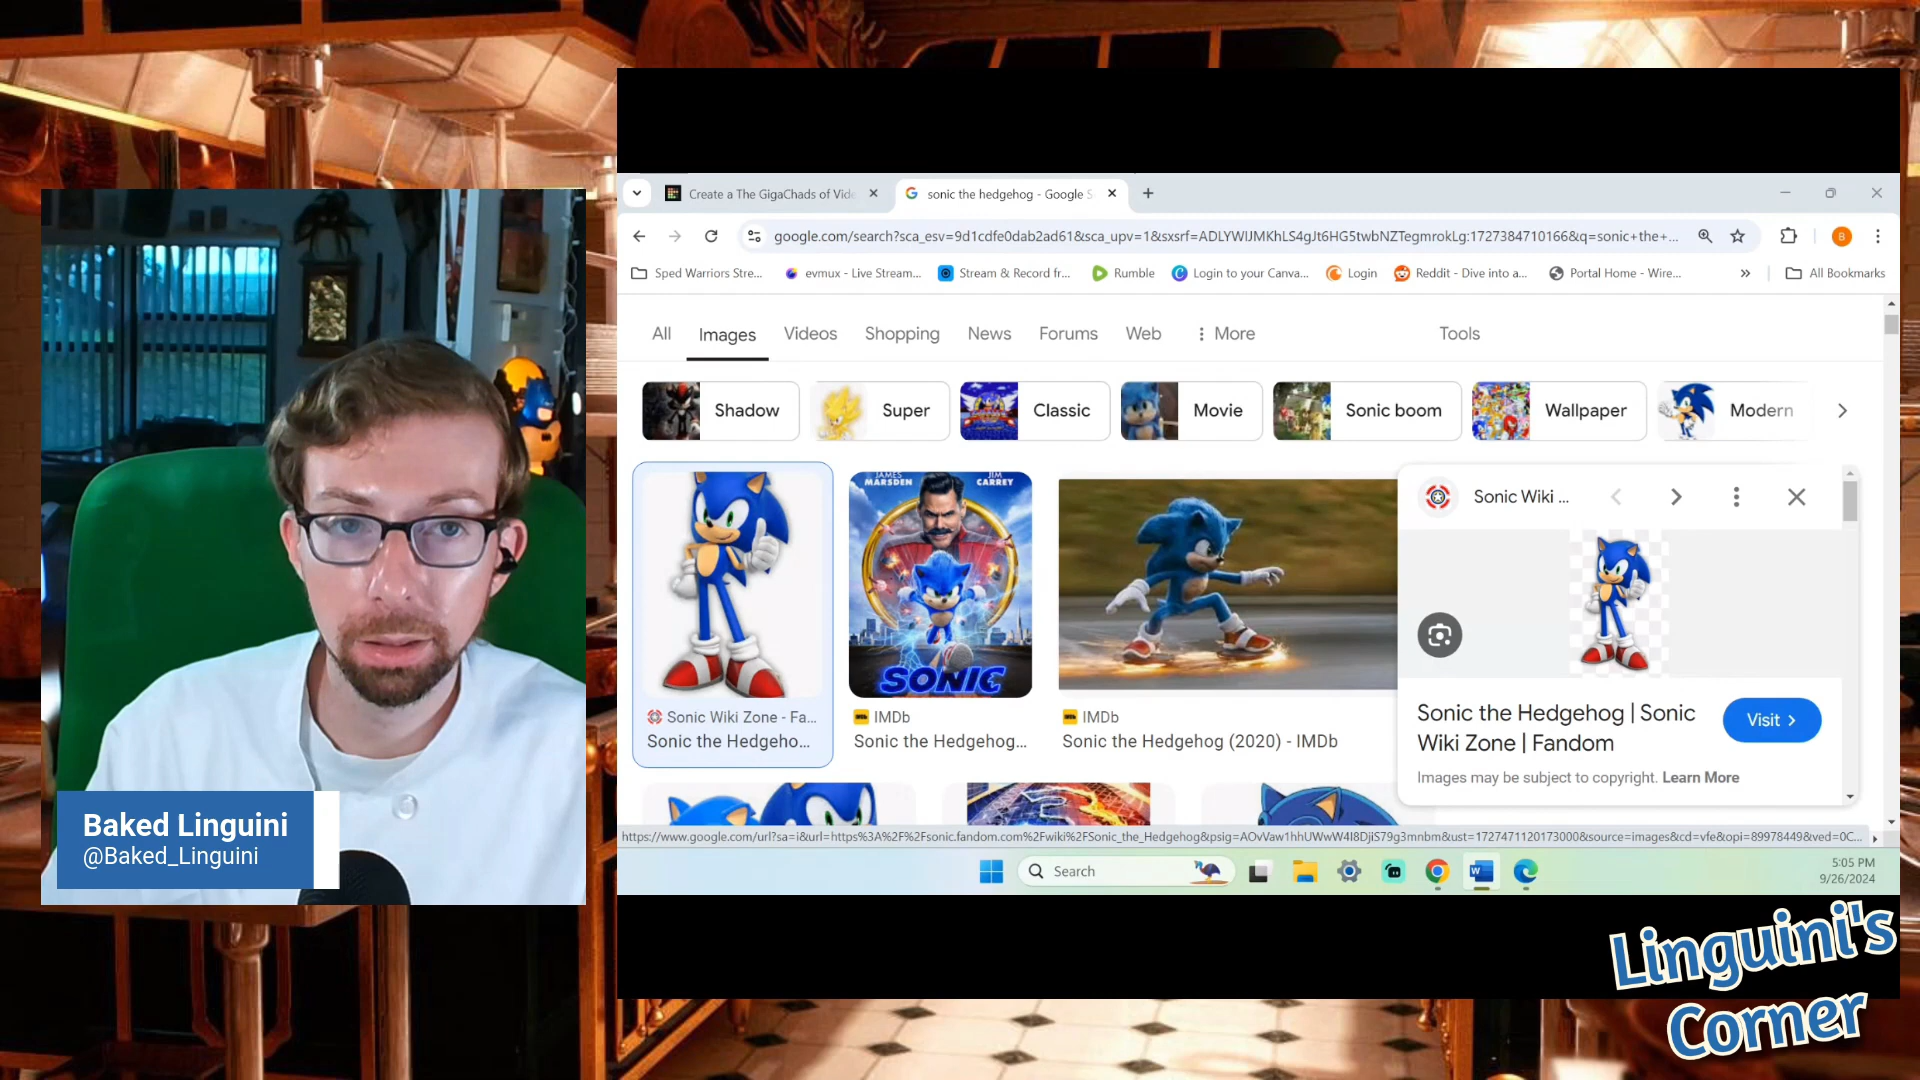 Create a The GigaChads of Vide
sonic the hedgehog - Google S
google.com/search?sca_esv=9d1cdfe0dab2ad61&sca_upv=1&sxsrf=ADLYWIJMKhLS4gJt6HG5twbNZTegmrokLg:1727384710166&q=sonic+the+...
Sped Warriors Stre... evmux - Live Stream... Stream & Record fr... Rumble Login to your Canva... Login Reddit - Dive into a... Portal Home - Wire... » All Bookmarks
All Images Videos Shopping News Forums Web More Tools
Shadow Super Classic Movie Sonic boom Wallpaper Modern
JAMES MARSDEN JIM CARREY
SONIC
Sonic Wiki Zone - Fa...
Sonic the Hedgeho...
IMDb
Sonic the Hedgehog...
IMDb
Sonic the Hedgehog (2020) - IMDb
Sonic Wiki ...
Sonic the Hedgehog | Sonic
Wiki Zone | Fandom
Visit
Images may be subject to copyright. Learn More
https://www.google.com/url?sa=i&url=https%3A%2F%2Fsonic.fandom.com%2Fwiki%2FSonic_the_Hedgehog&psig=AOvVaw1hhUWwW4I8DjiS79g3mnbm&ust=1727471120173000&source=images&cd=vfe&opi=89978449&ved=0C...
Search
5:05 PM
9/26/2024
Baked Linguini
@Baked_Linguini
Linguini's
Corner